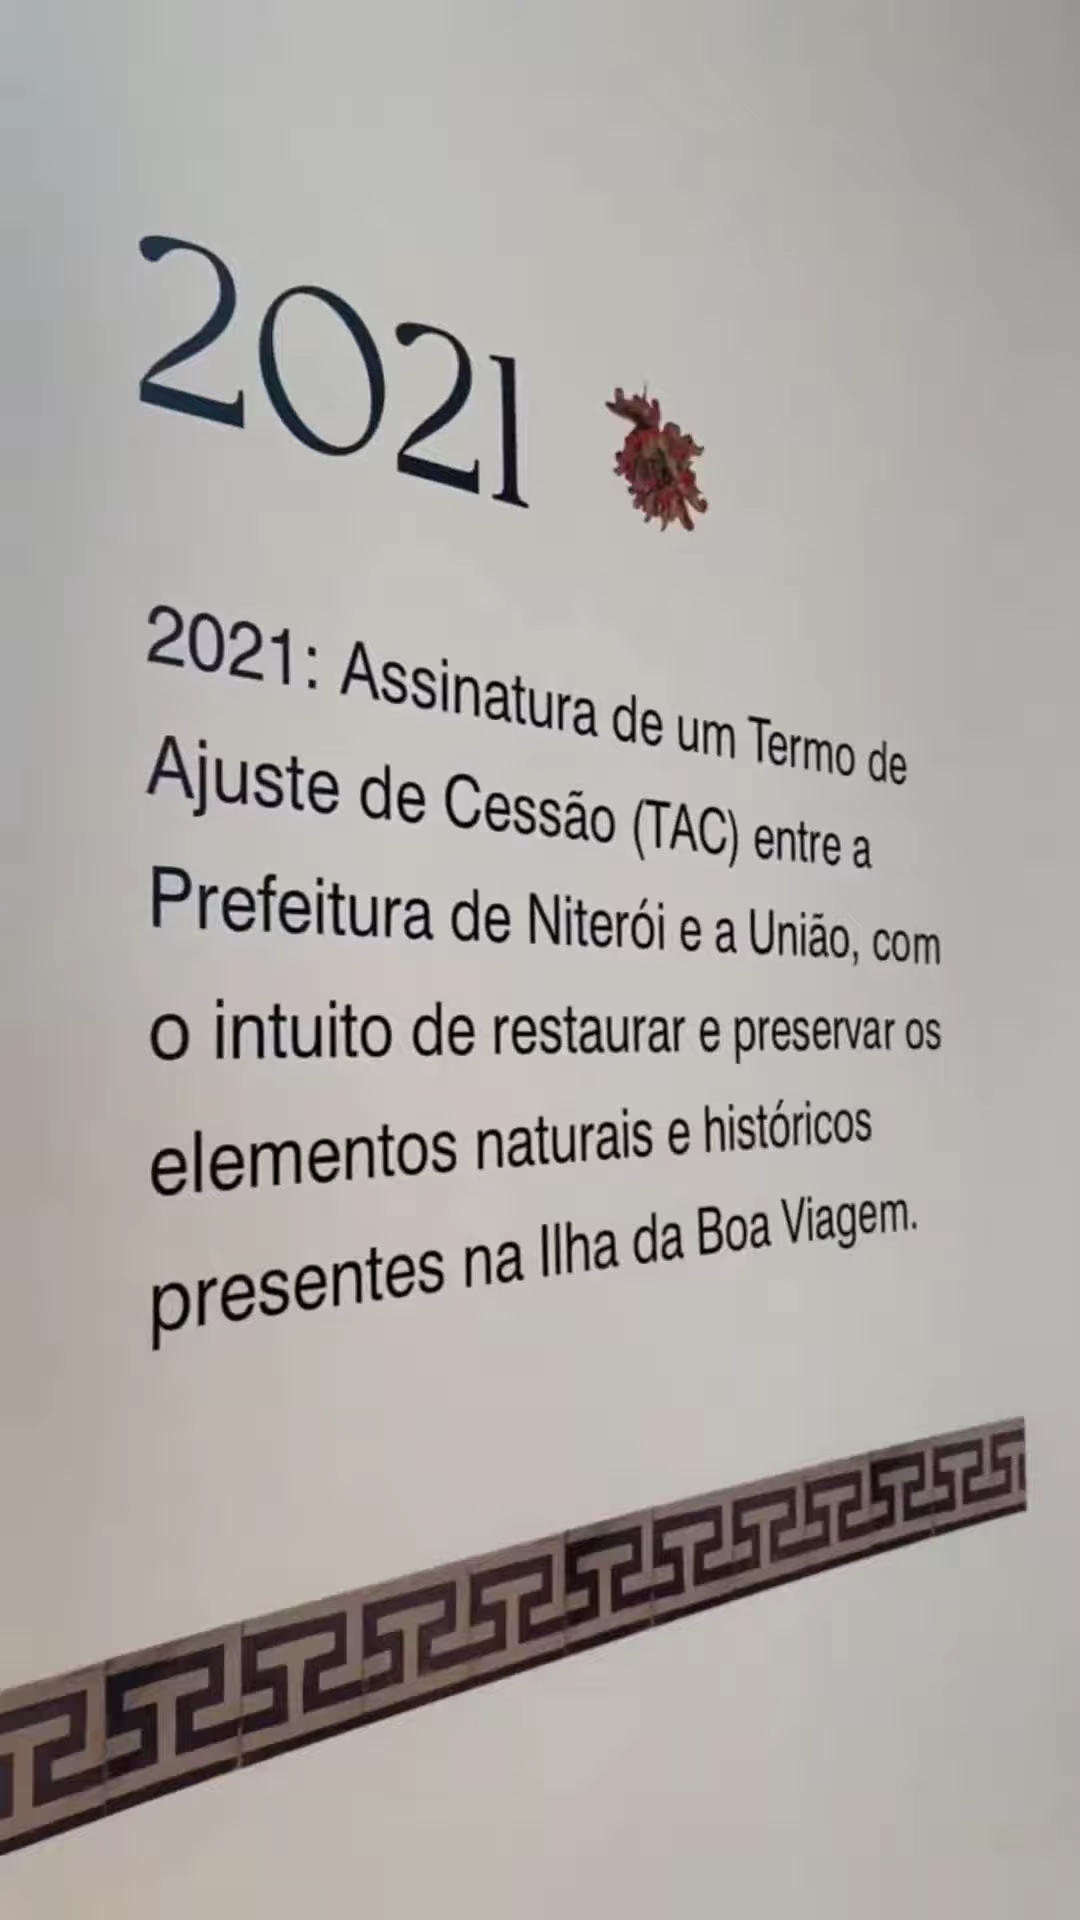 2021
2021: Assinatura de um Termo de
Ajuste de Cessão (TAC) entre a
Prefeitura de Niterói e a União, com
o intuito de restaurar e preservar os
elementos naturais e históricos
presentes na Ilha da Boa Viagem.